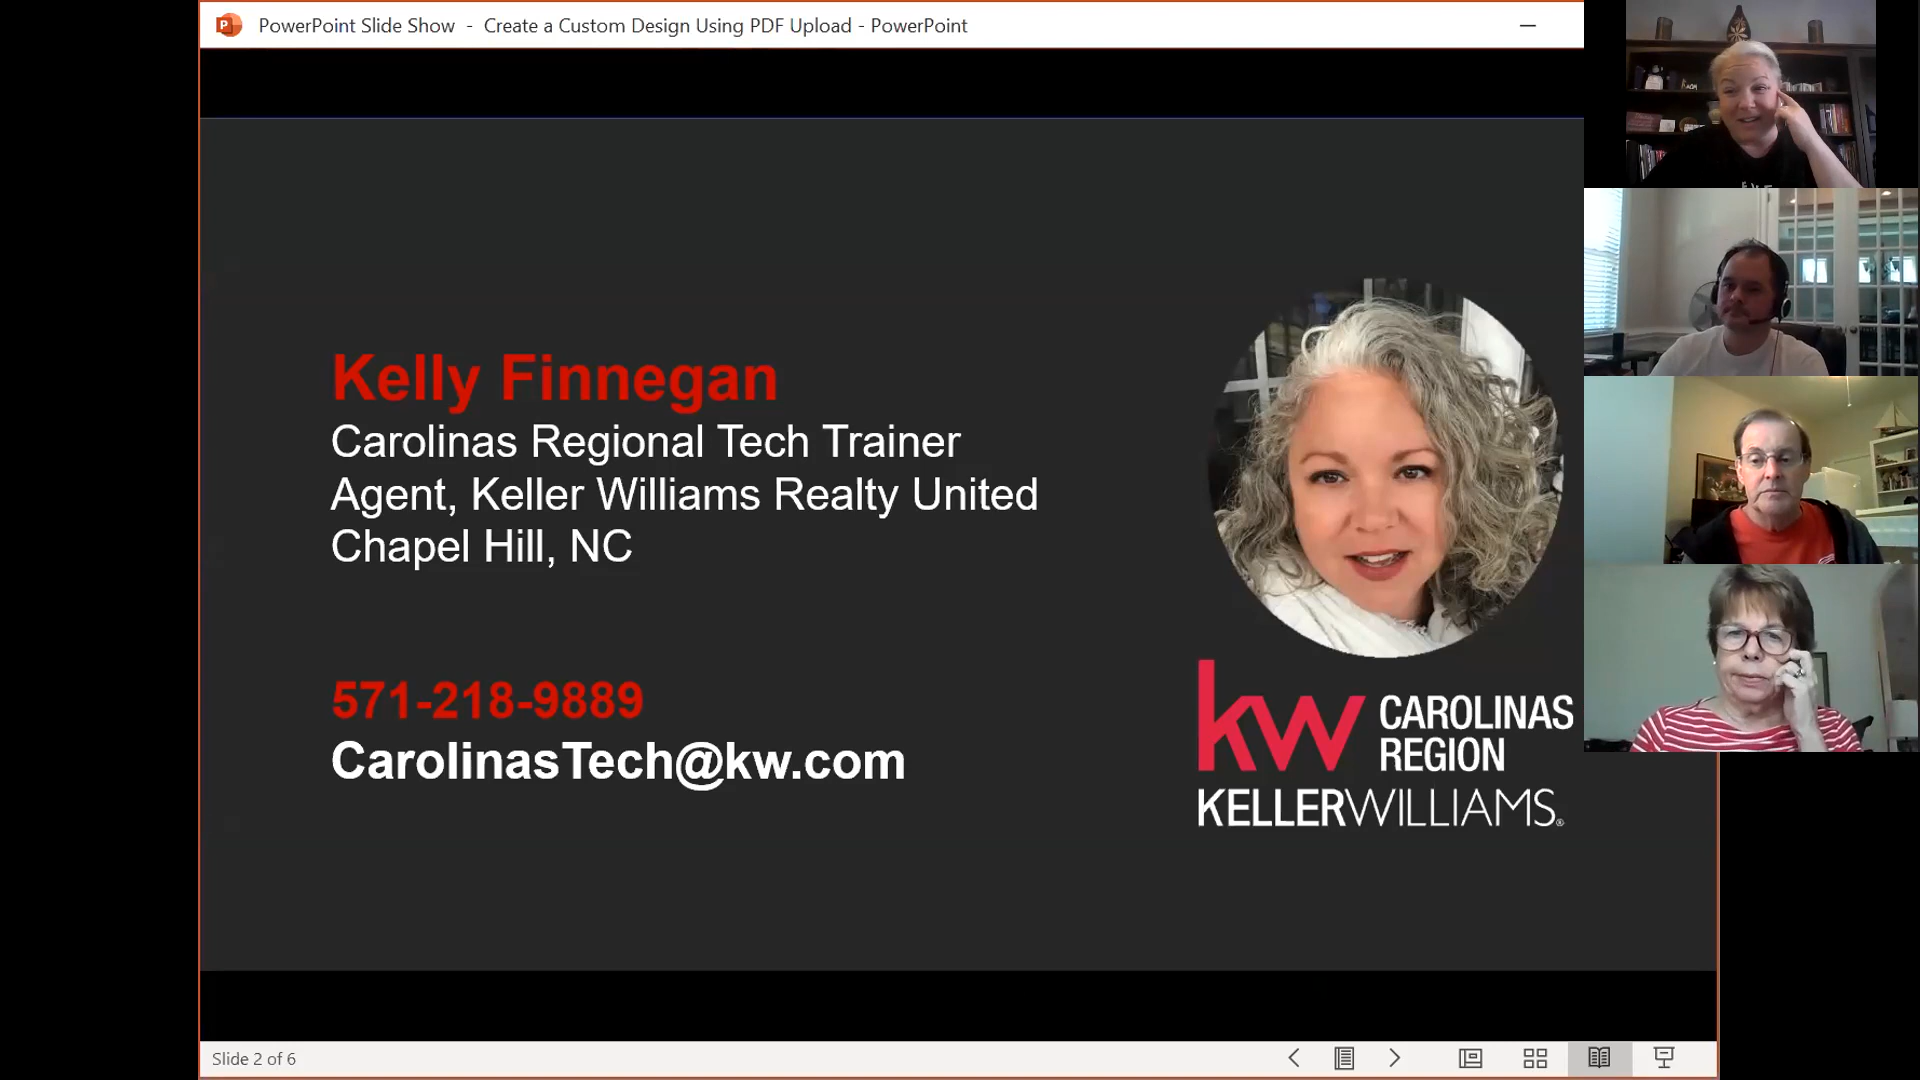 PowerPoint Slide Show - Create a Custom Design Using PDF Upload - PowerPoint
Kelly Finnegan
Carolinas Regional Tech Trainer
Agent, Keller Williams Realty United
Chapel Hill, NC
571-218-9889
CarolinasTech@kw.com
kw CAROLINAS
REGION
KELLERWILLIAMS®
Slide 2 of 6